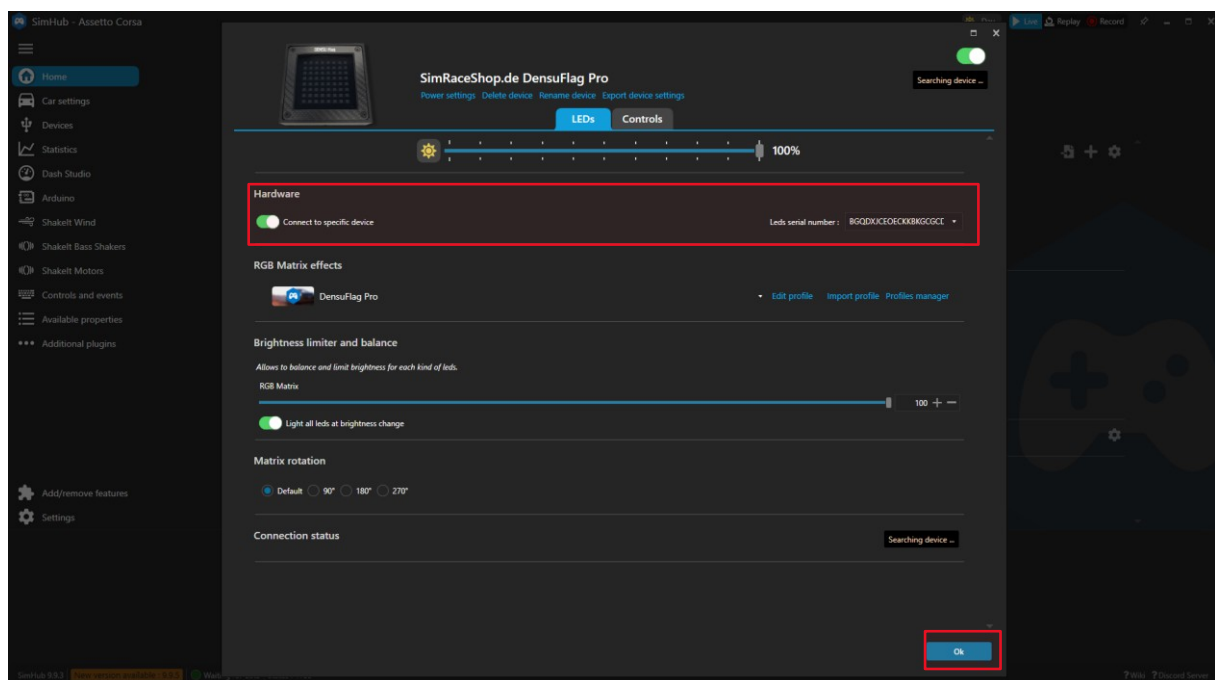 SimHub - Assetto Corsa
Live Replay Record
Home
Car settings
Devices
Statistics
Dash Studio
Arduino
ShakeIt Wind
ShakeIt Bass Shakers
ShakeIt Motors
Controls and events
Available properties
Additional plugins
Add/remove features
Settings
SimRaceShop.de DensuFlag Pro
Searching device ...
Power settings Delete device Rename device Export device settings
LEDs Controls
100%
Hardware
Connect to specific device Leds serial number :
RGB Matrix effects
DensuFlag Pro Edit profile Import profile Profiles manager
Brightness limiter and balance
Allows to balance and limit brightness for each kind of leds.
RGB Matrix
100
Light all leds at brightness change
Matrix rotation
Default 90° 180° 270°
Connection status
Searching device ...
Ok
SimHub 9.9.3
? Wiki ? Discord Server